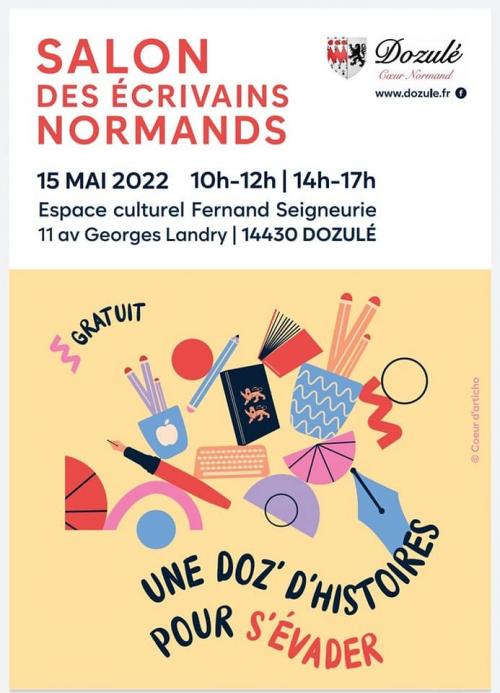 SALON
DES ÉCRIVAINS
NORMANDS
Dozulé
Cœur Normand
www.dozule.fr
15 MAI 2022 10h-12h | 14h-17h
Espace culturel Fernand Seigneurie
11 av Georges Landry | 14430 DOZULÉ
GRATUIT
© Coeur d'articho
UNE DOZ' D'HISTOIRES
POUR S'ÉVADER